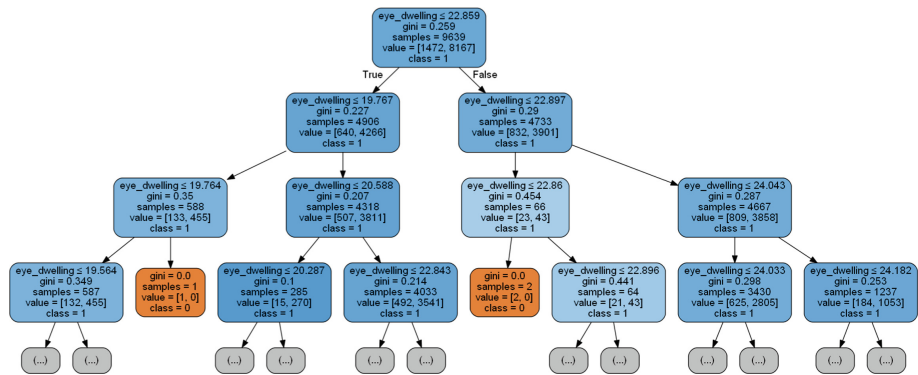 eye_dwelling ≤ 22.859
gini = 0.259
samples = 9639
value = [1472, 8167]
class = 1
True
False
eye_dwelling ≤ 19.767
gini = 0.227
samples = 4906
value = [640, 4266]
class = 1
eye_dwelling ≤ 22.897
gini = 0.29
samples = 4733
value = [832, 3901]
class = 1
eye_dwelling ≤ 19.764
gini = 0.35
samples = 588
value = [133, 455]
class = 1
eye_dwelling ≤ 20.588
gini = 0.207
samples = 4318
value = [507, 3811]
class = 1
eye_dwelling ≤ 22.86
gini = 0.454
samples = 66
value = [23, 43]
class = 1
eye_dwelling ≤ 24.043
gini = 0.287
samples = 4667
value = [809, 3858]
class = 1
eye_dwelling ≤ 19.564
gini = 0.349
samples = 587
value = [132, 455]
class = 1
gini = 0.0
samples = 1
value = [1, 0]
class = 0
eye_dwelling ≤ 20.287
gini = 0.1
samples = 285
value = [15, 270]
class = 1
eye_dwelling ≤ 22.843
gini = 0.214
samples = 4033
value = [492, 3541]
class = 1
gini = 0.0
samples = 2
value = [2, 0]
class = 0
eye_dwelling ≤ 22.896
gini = 0.441
samples = 64
value = [21, 43]
class = 1
eye_dwelling ≤ 24.033
gini = 0.298
samples = 3430
value = [625, 2805]
class = 1
eye_dwelling ≤ 24.182
gini = 0.253
samples = 1237
value = [184, 1053]
class = 1
(...)
(...)
(...)
(...)
(...)
(...)
(...)
(...)
(...)
(...)
(...)
(...)